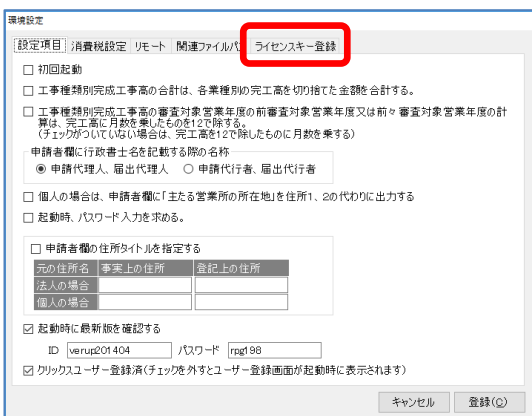 環境設定
設定項目 消費税設定 リモート 関連ファイルパ ライセンスキー登録
初回起動
工事種類別完成工事高の合計は、各業種別の完工高を切り捨てた金額を合計する。
工事種類別完成工事高の審査対象営業年度の前審査対象営業年度又は前々審査対象営業年度の計
算は、完工高に月数を乗したものを12で除する。
(チェックがついていない場合は、完工高を12で除したものに月数を乗する)
申請者欄に行政書士名を記載する際の名称
申請代理人、届出代理人 申請代行者、届出代行者
個人の場合は、申請者欄に「主たる営業所の所在地」を住所1、2の代わりに出力する
起動時、パスワード入力を求める。
申請者欄の住所タイトルを指定する
元の住所名 事実上の住所 登記上の住所
法人の場合
個人の場合
起動時に最新版を確認する
ID verup201404 パスワード rpg198
クリックスユーザー登録済(チェックを外すとユーザー登録画面が起動時に表示されます)
キャンセル 登録(C)